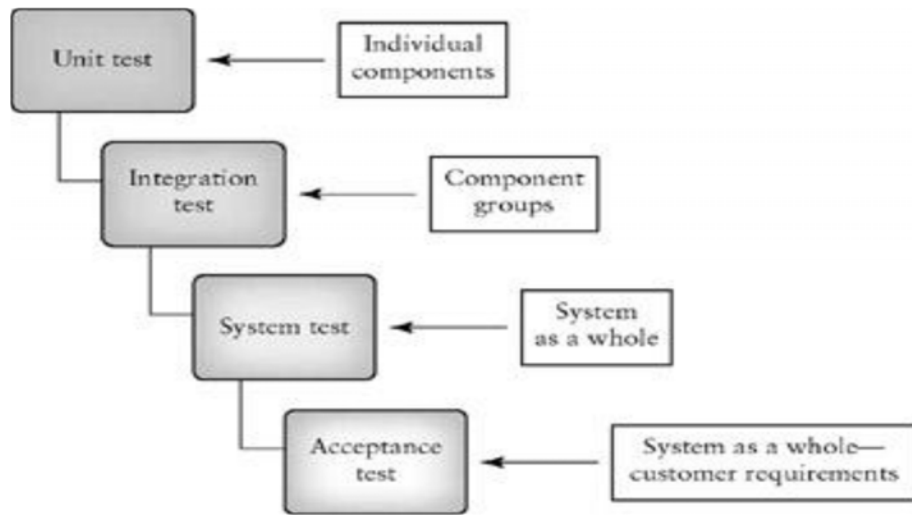 Unit test
Individual
components
Integration
test
Component
groups
System test
System
as a whole
Acceptance
test
System as a whole—
customer requirements